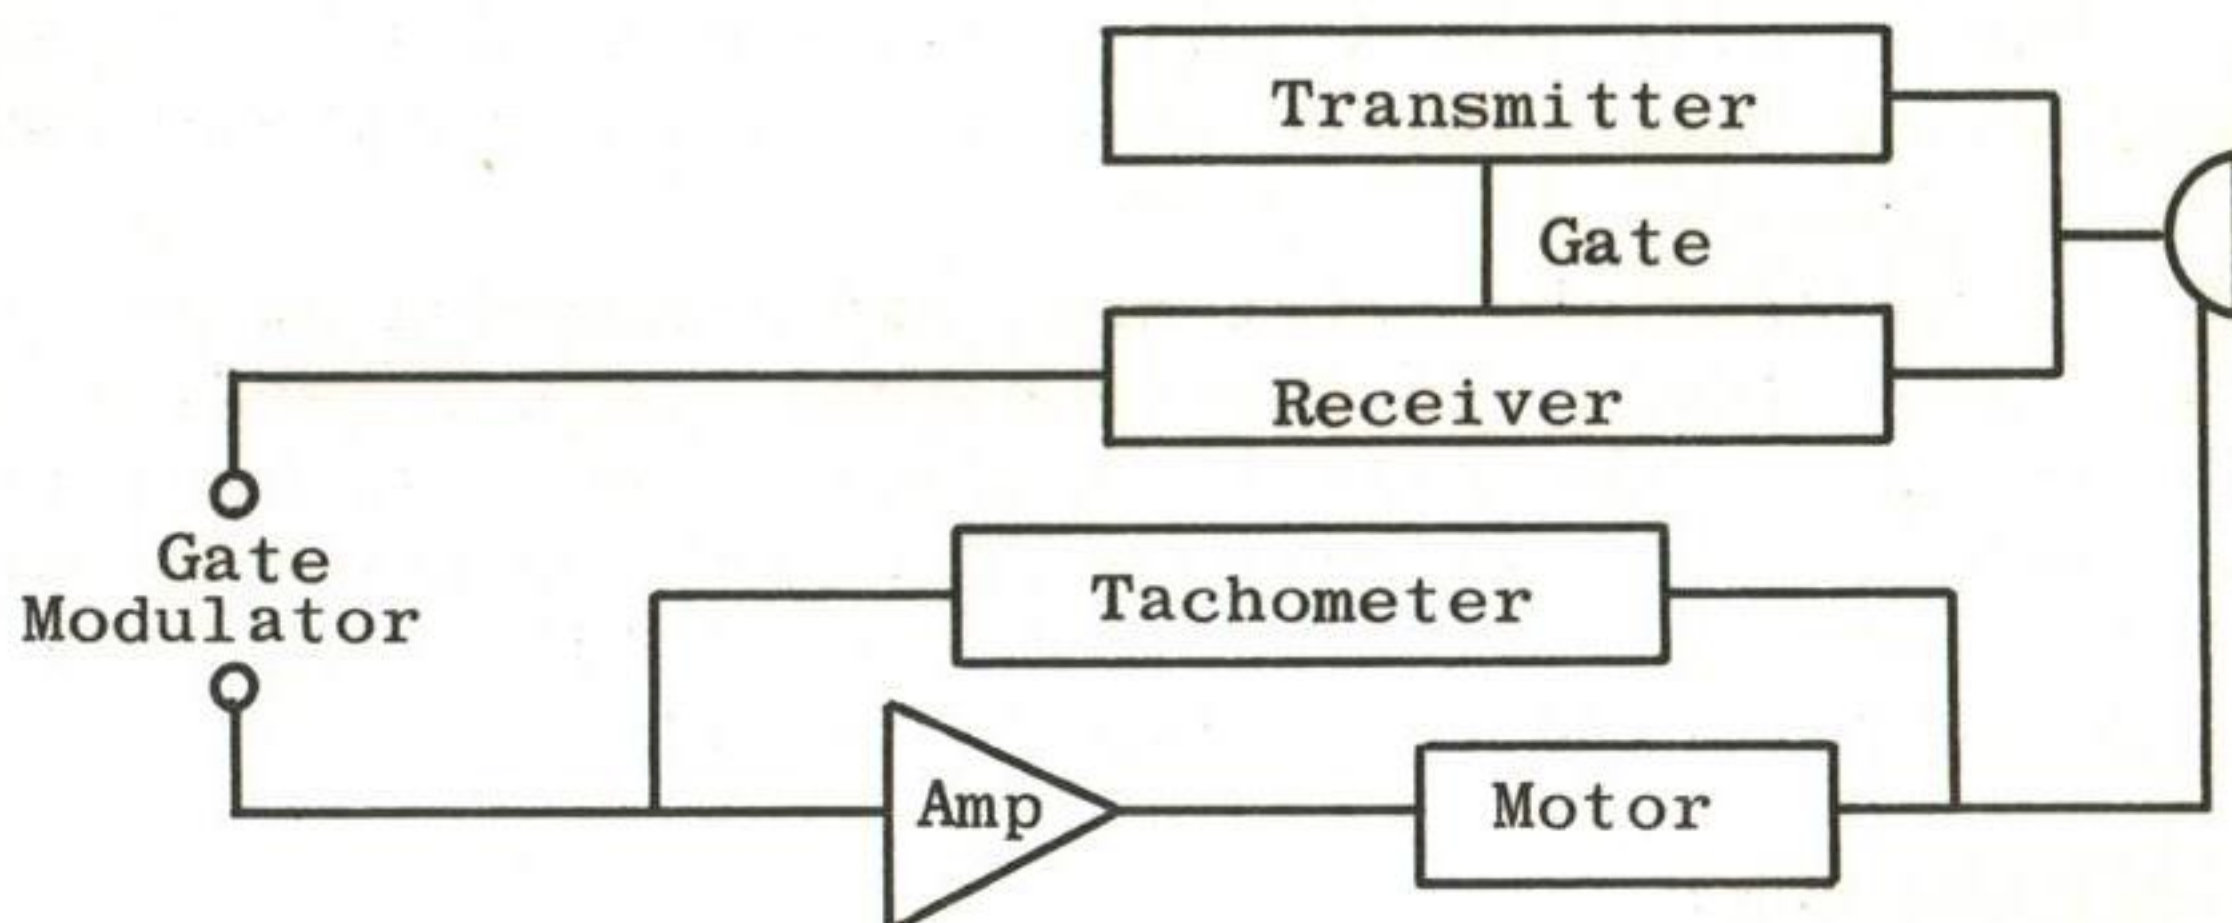 Transmitter
Gate
Receiver
Gate
Modulator
Tachometer
Amp
Motor